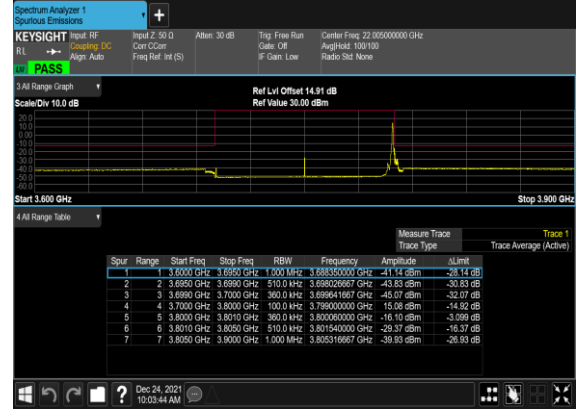 Spectrum Analyzer 1
Spurious Emissions
KEYSIGHT Input: RF Input Z: 50 Ω Atten: 30 dB Trig: Free Run Center Freq: 22.005000000 GHz
RL Coupling: DC Corr CCorr Gate: Off Avg|Hold: 100/100
Align: Auto Freq Ref: Int (S) IF Gain: Low Radio Std: None
PASS
3 All Range Graph Ref Lvl Offset 14.91 dB
Scale/Div 10.0 dB Ref Value 30.00 dBm
20.0
10.0
0.00
-10.0
-20.0
-30.0
-40.0
-50.0
-60.0
Start 3.600 GHz Stop 3.900 GHz
4 All Range Table
Measure Trace Trace 1
Trace Type Trace Average (Active)
Spur Range Start Freq Stop Freq RBW Frequency Amplitude ΔLimit
1 1 3.6000 GHz 3.6950 GHz 1.000 MHz 3.688350000 GHz -41.14 dBm -28.14 dB
2 2 3.6950 GHz 3.6990 GHz 510.0 kHz 3.698026667 GHz -43.83 dBm -30.83 dB
3 3 3.6990 GHz 3.7000 GHz 360.0 kHz 3.699641667 GHz -45.07 dBm -32.07 dB
4 4 3.7000 GHz 3.8000 GHz 100.0 kHz 3.799000000 GHz 15.08 dBm -14.92 dB
5 5 3.8000 GHz 3.8010 GHz 360.0 kHz 3.800060000 GHz -16.10 dBm -3.099 dB
6 6 3.8010 GHz 3.8050 GHz 510.0 kHz 3.801540000 GHz -29.37 dBm -16.37 dB
7 7 3.8050 GHz 3.9000 GHz 1.000 MHz 3.805316667 GHz -39.93 dBm -26.93 dB
Dec 24, 2021
10:03:44 AM